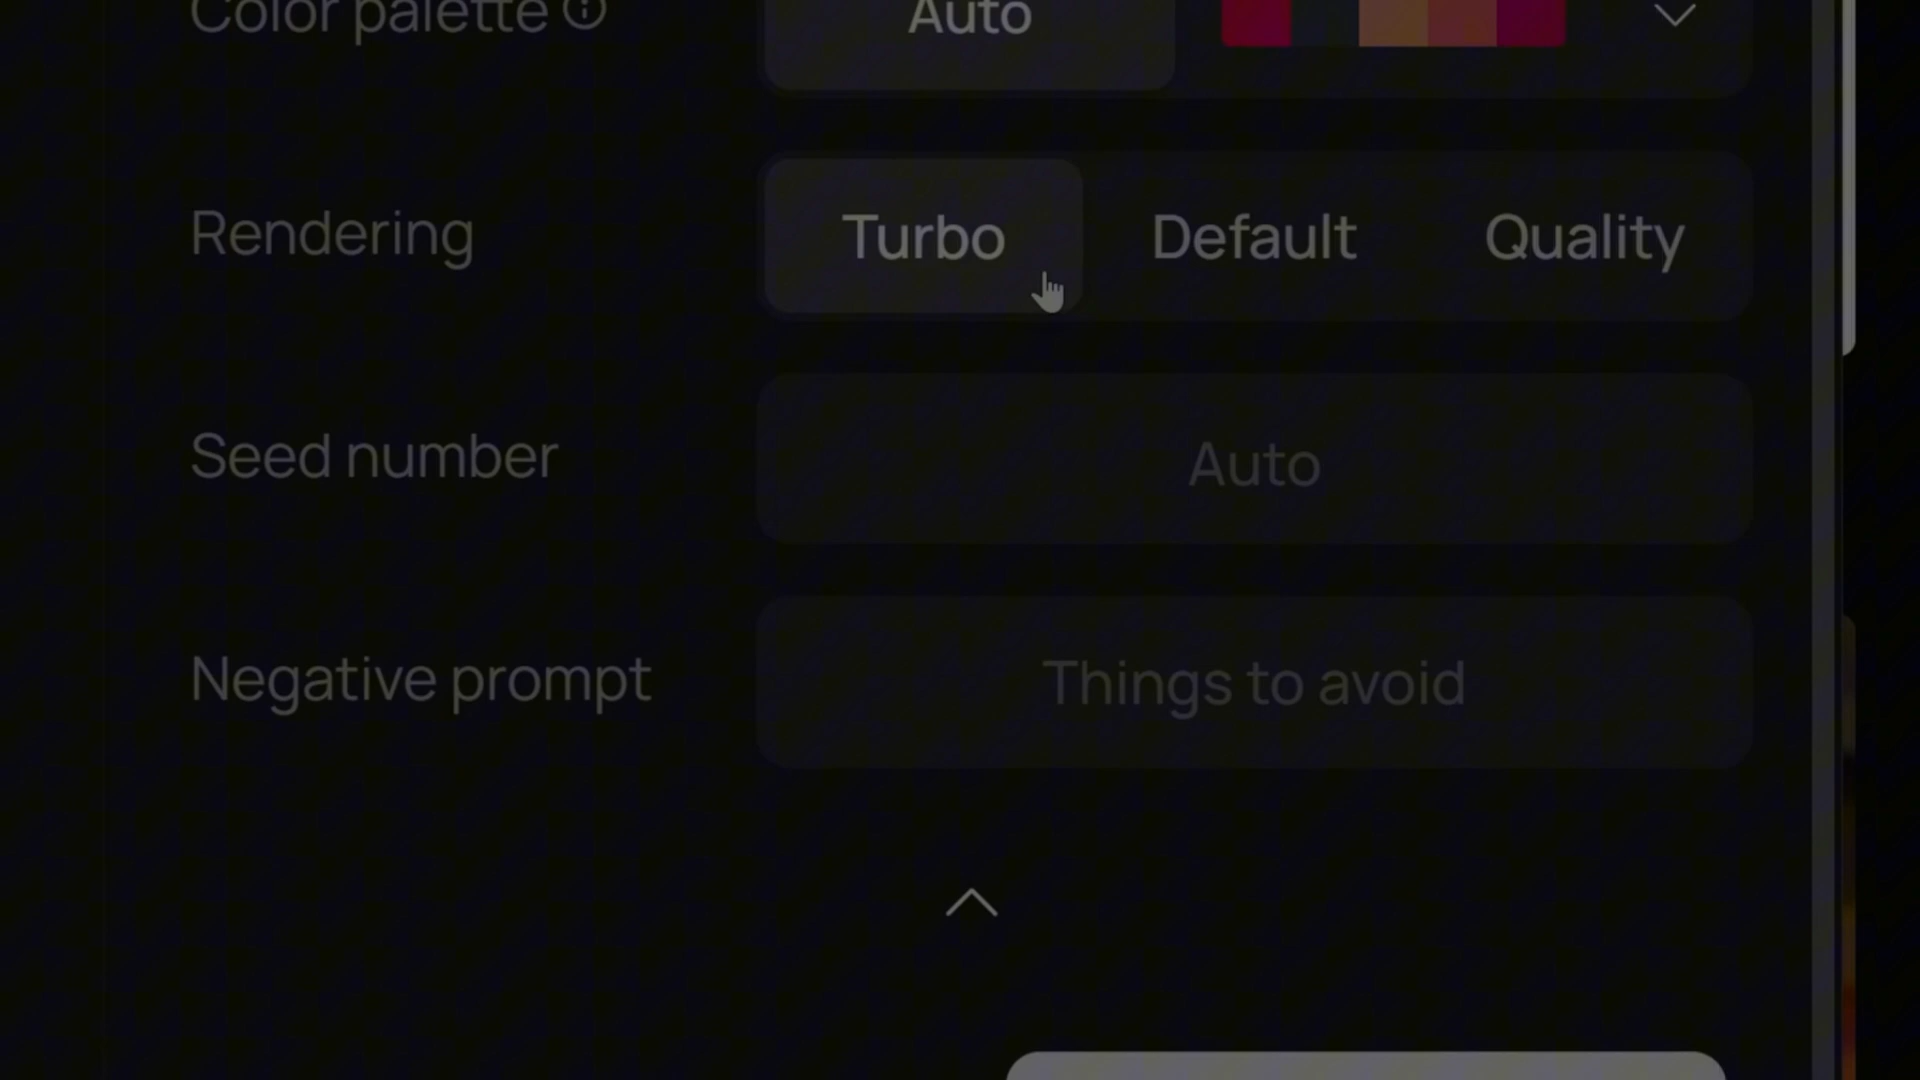 Color palette Auto
Rendering Turbo Default Quality
Seed number Auto
Negative prompt Things to avoid